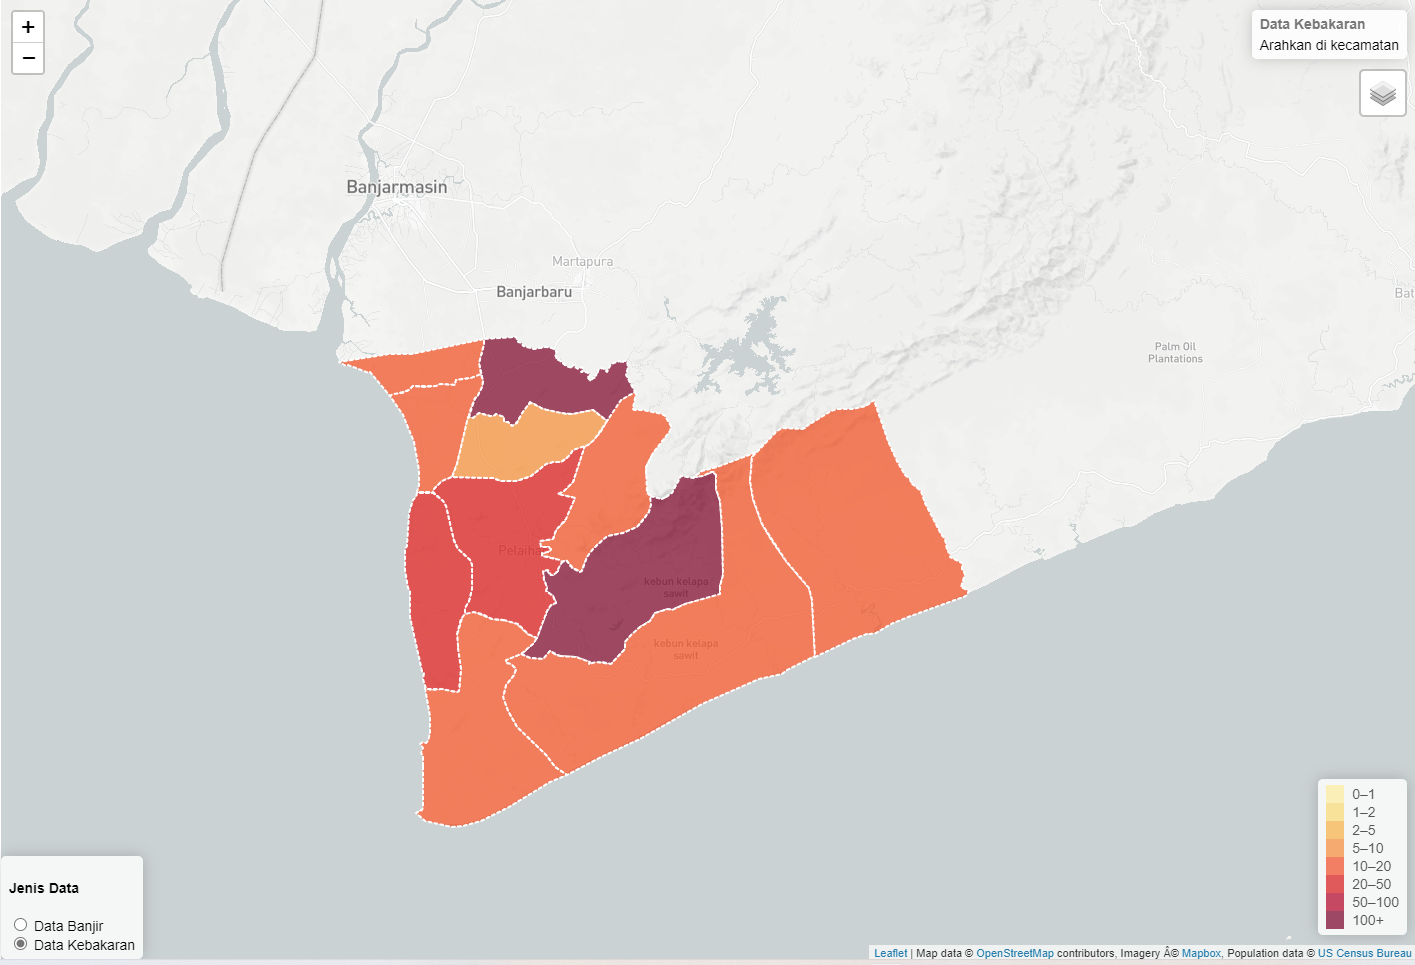 +
−
Data Kebakaran
Arahkan di kecamatan
Banjarmasin
Martapura
Banjarbaru
Bat
Palm Oil
Plantations
Pelaiha
kebun kelapa
sawit
kebun kelapa
sawit
0–1
1–2
2–5
5–10
10–20
20–50
50–100
100+
Jenis Data
Data Banjir
Data Kebakaran
Leaflet | Map data © OpenStreetMap contributors, Imagery Â© Mapbox, Population data © US Census Bureau